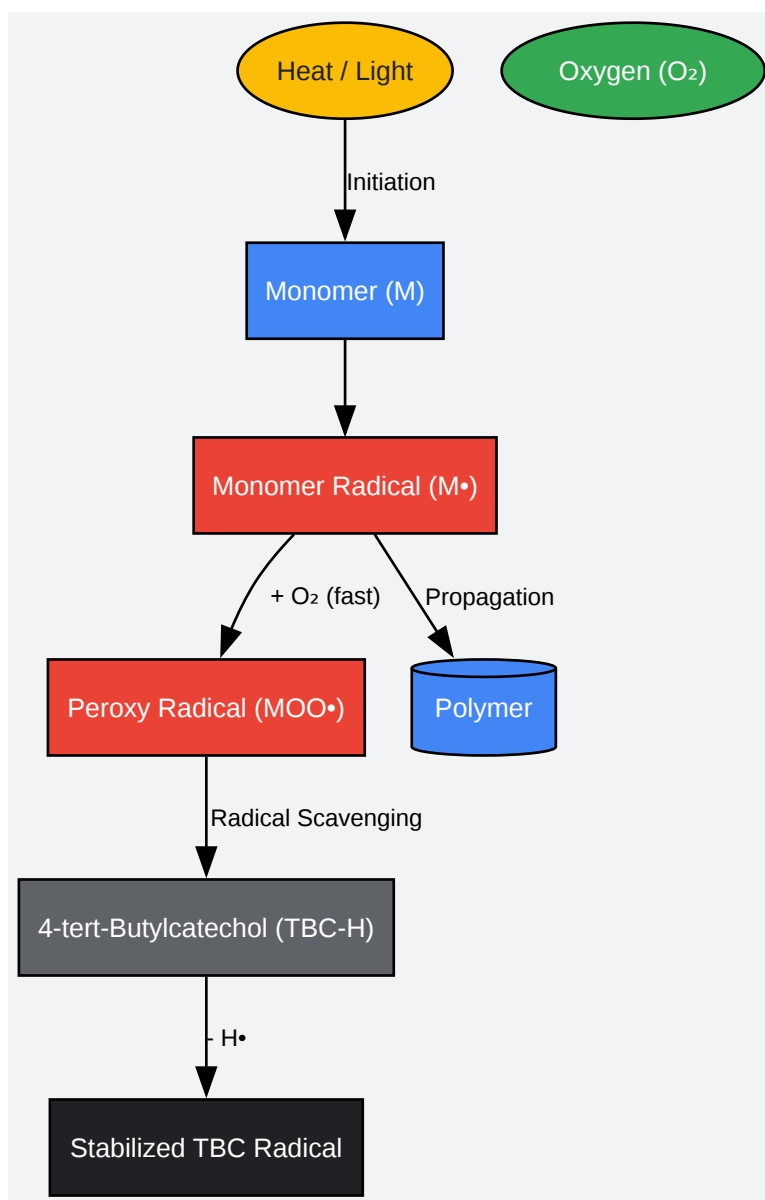 Heat / Light
Oxygen (O₂)
Initiation
Monomer (M)
Monomer Radical (M•)
+ O₂ (fast)
Propagation
Peroxy Radical (MOO•)
Polymer
Radical Scavenging
4-tert-Butylcatechol (TBC-H)
- H•
Stabilized TBC Radical